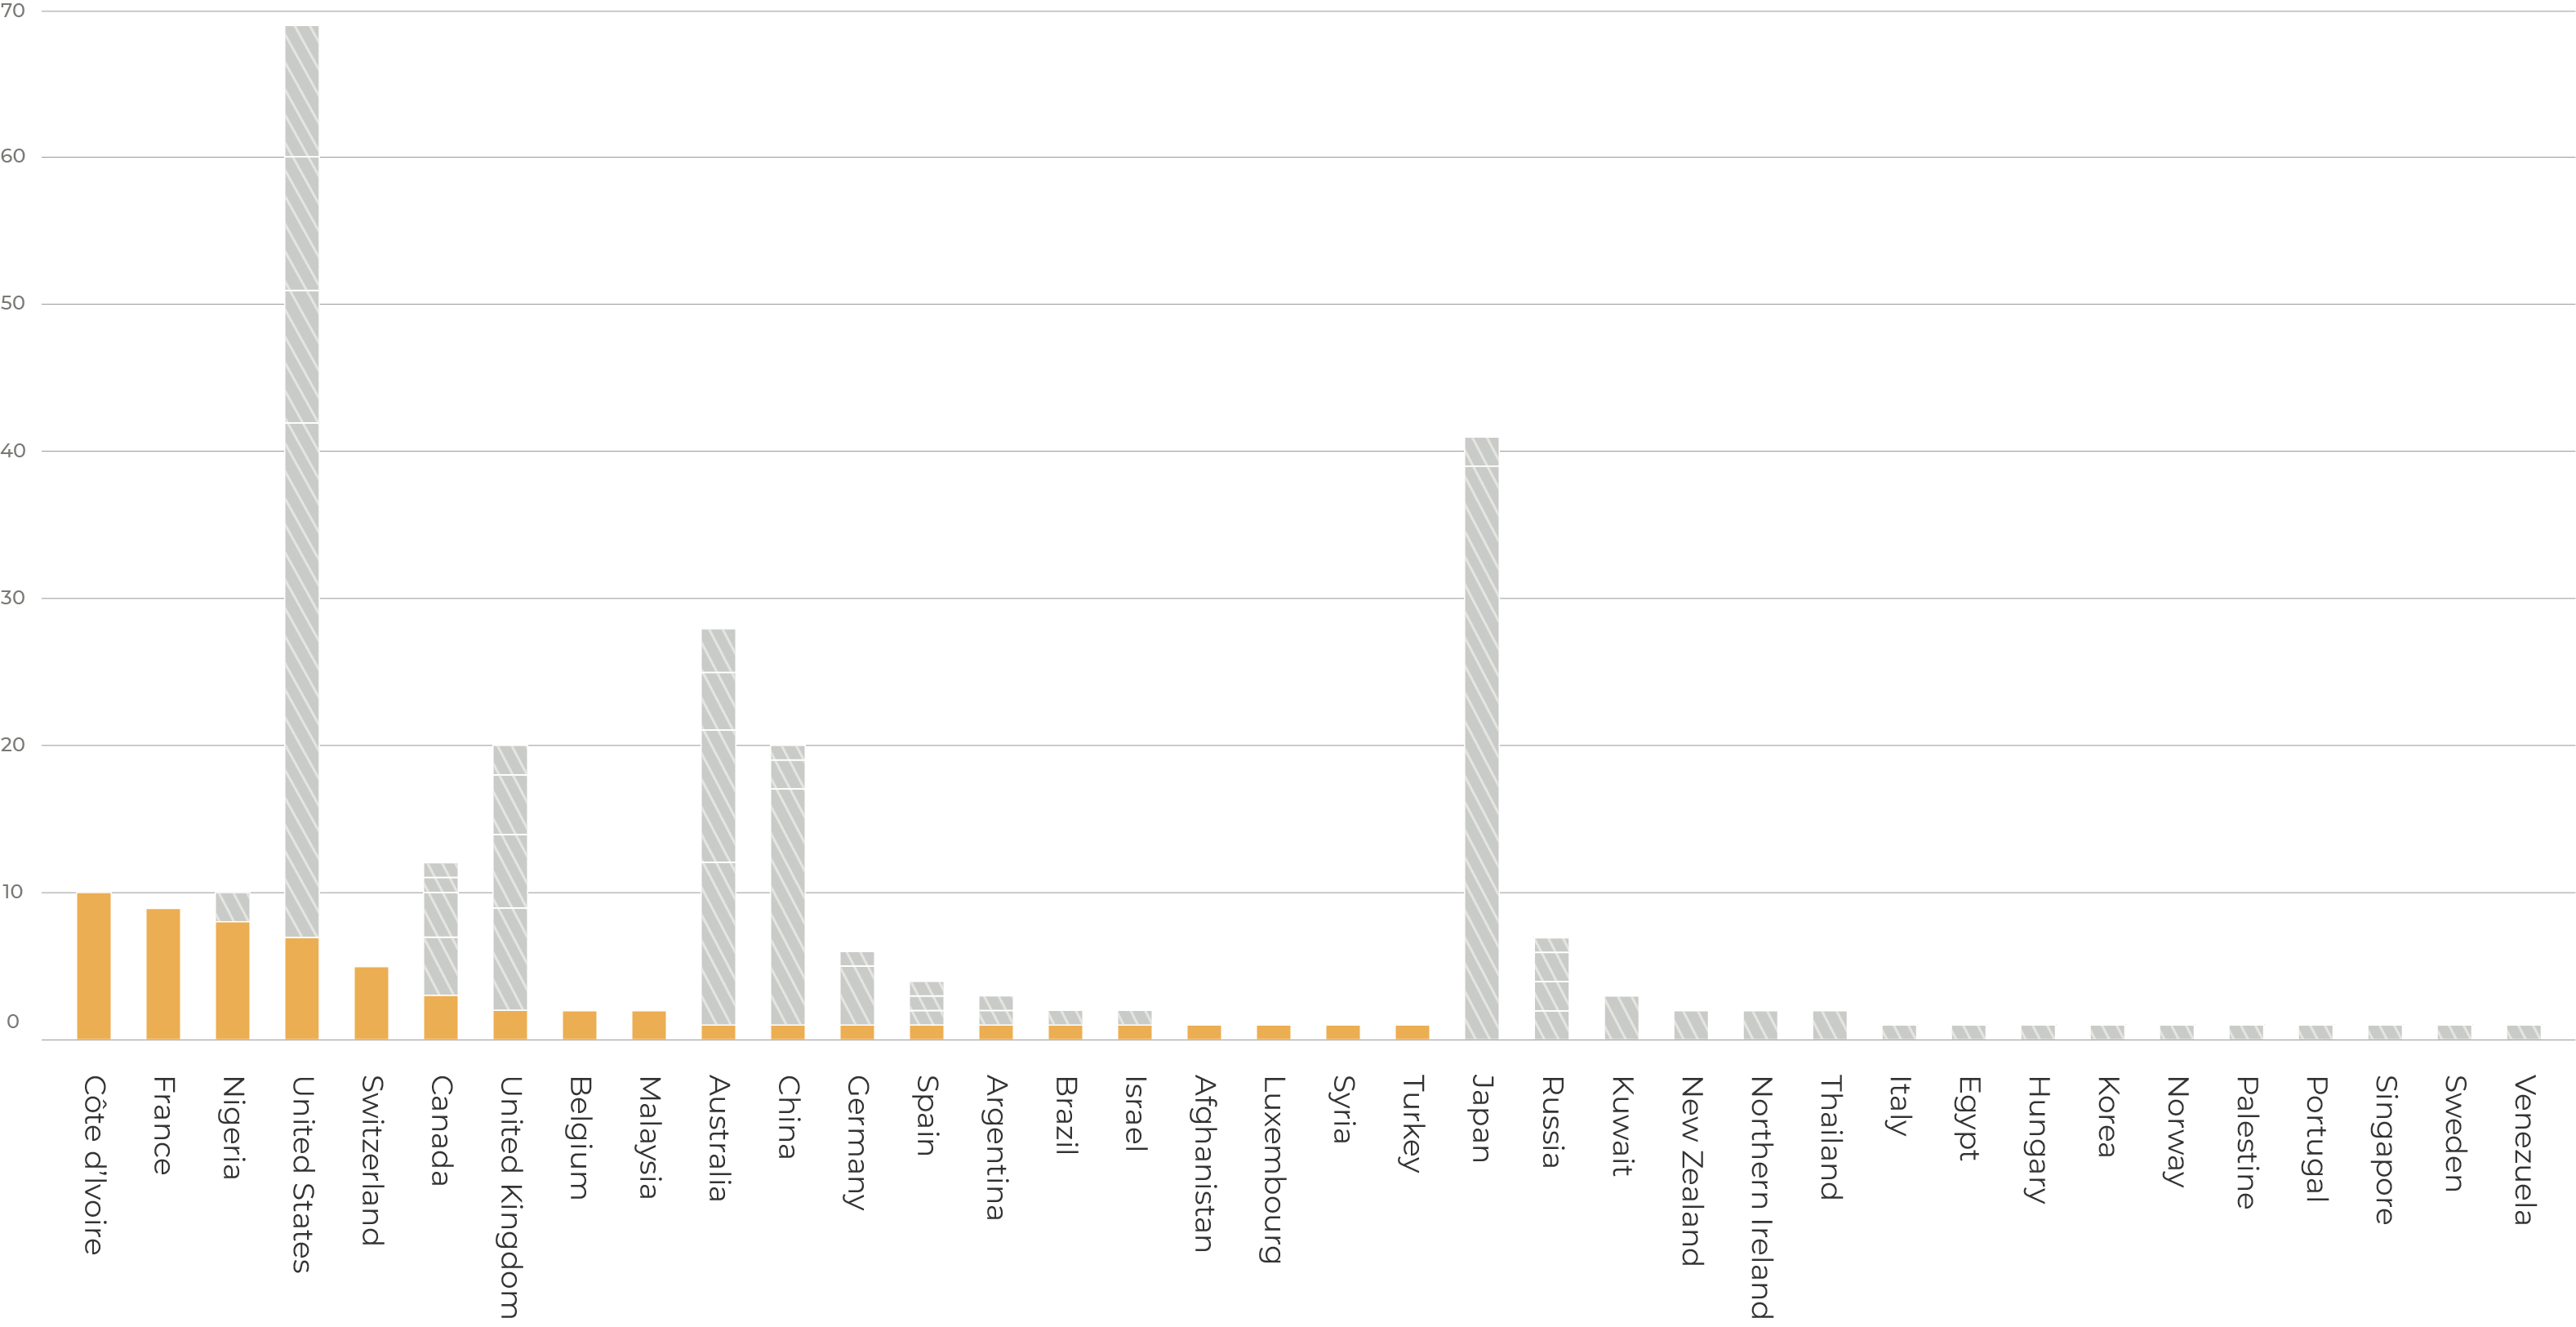 70
60
50
40
30
20
10
0
Côte d'Ivoire
France
Nigeria
United States
Switzerland
Canada
United Kingdom
Belgium
Malaysia
Australia
China
Germany
Spain
Argentina
Brazil
Israel
Afghanistan
Luxembourg
Syria
Turkey
Japan
Russia
Kuwait
New Zealand
Northern Ireland
Thailand
Italy
Egypt
Hungary
Korea
Norway
Palestine
Portugal
Singapore
Sweden
Venezuela